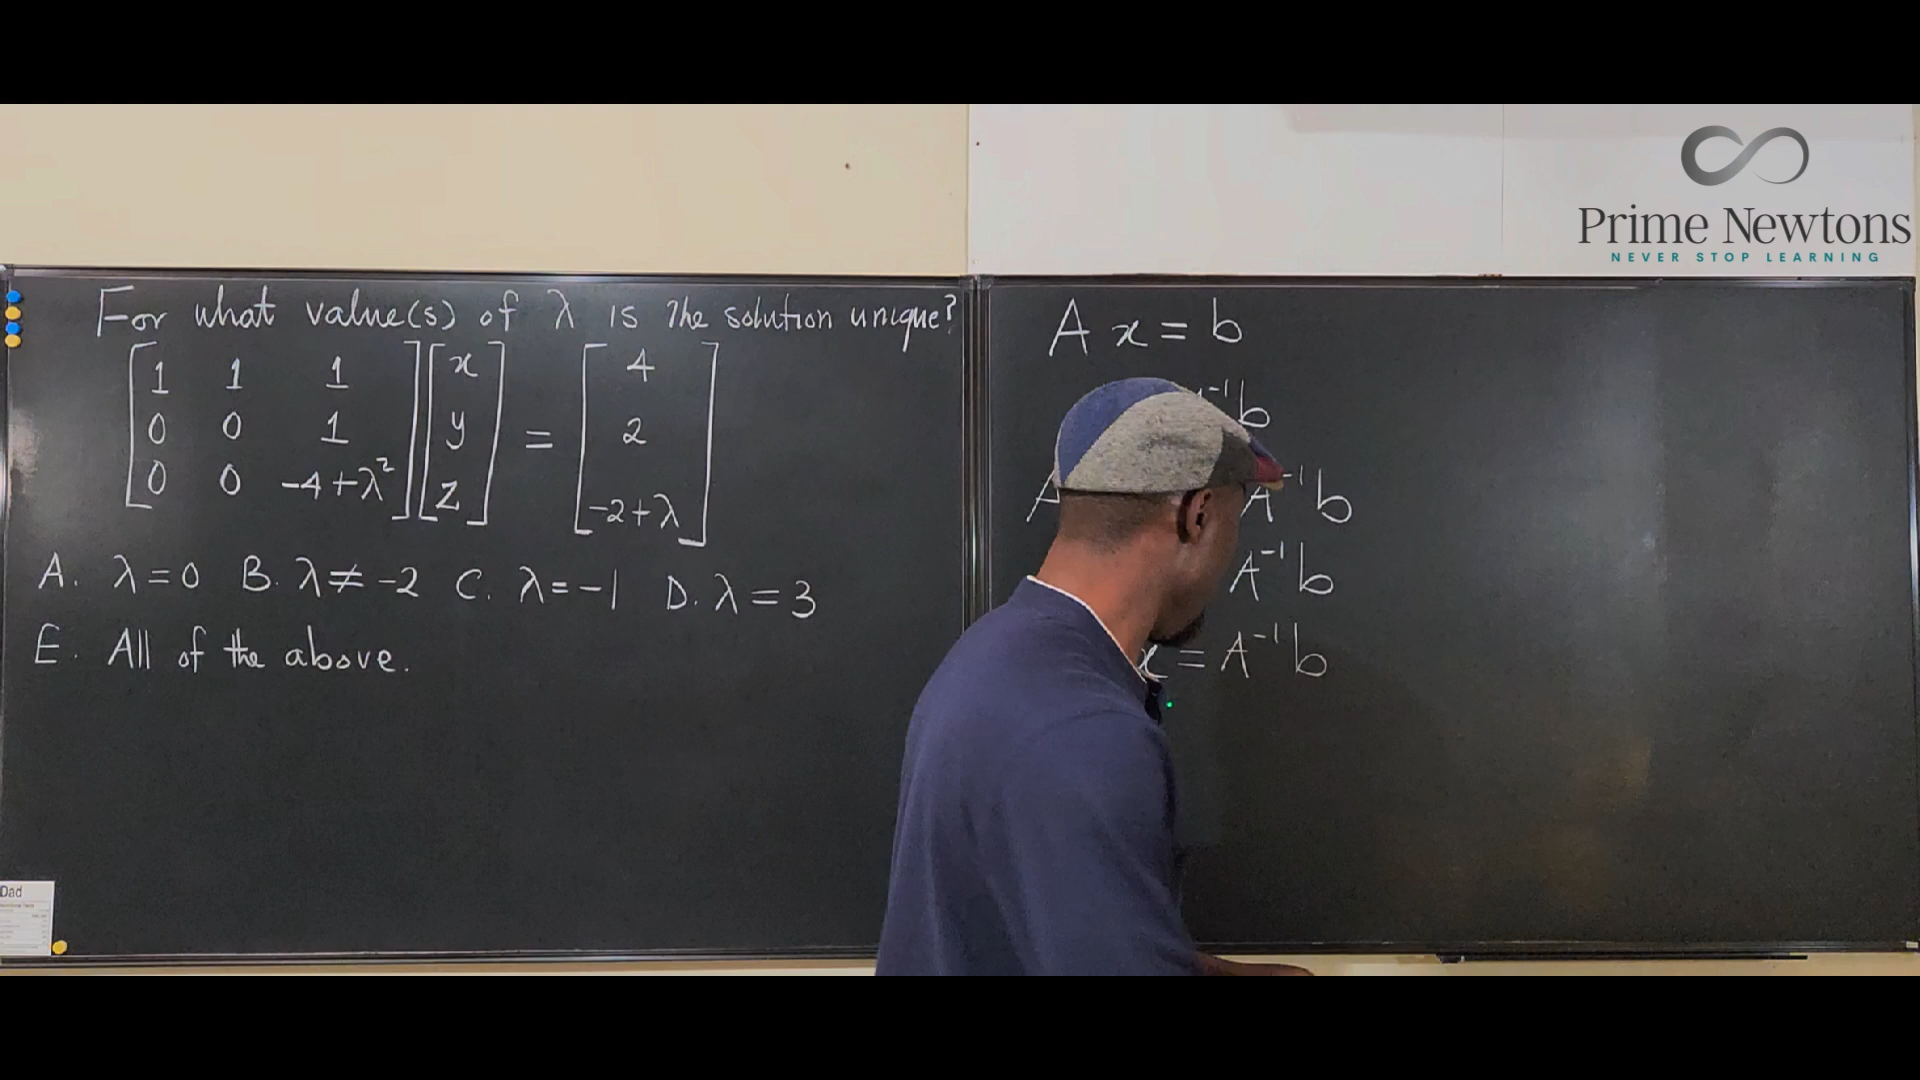 Prime Newtons
NEVER STOP LEARNING
For what value(s) of λ is the solution unique?
[1 1 1; 0 0 1; 0 0 -4+λ²] [x; y; z] = [4; 2; -2+λ]
A. λ=0 B. λ≠-2 C. λ=-1 D. λ=3
E. All of the above.
A x = b
⁻¹b
A A⁻¹b
A⁻¹b
x = A⁻¹b
Dad